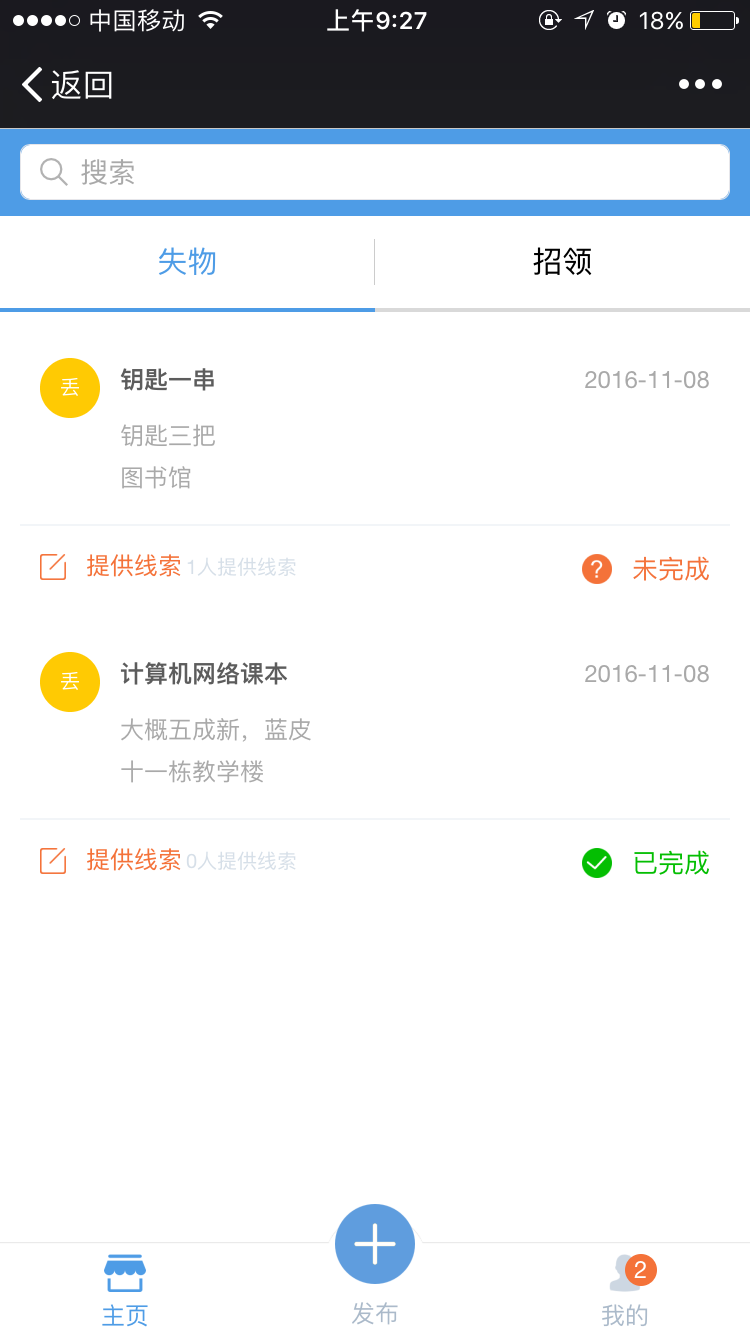 中国移动 上午9:27 18%
返回
搜索
失物 招领
丢 钥匙一串 2016-11-08
钥匙三把
图书馆
提供线索 1人提供线索 ? 未完成
丢 计算机网络课本 2016-11-08
大概五成新，蓝皮
十一栋教学楼
提供线索 0人提供线索 已完成
2
主页 发布 我的